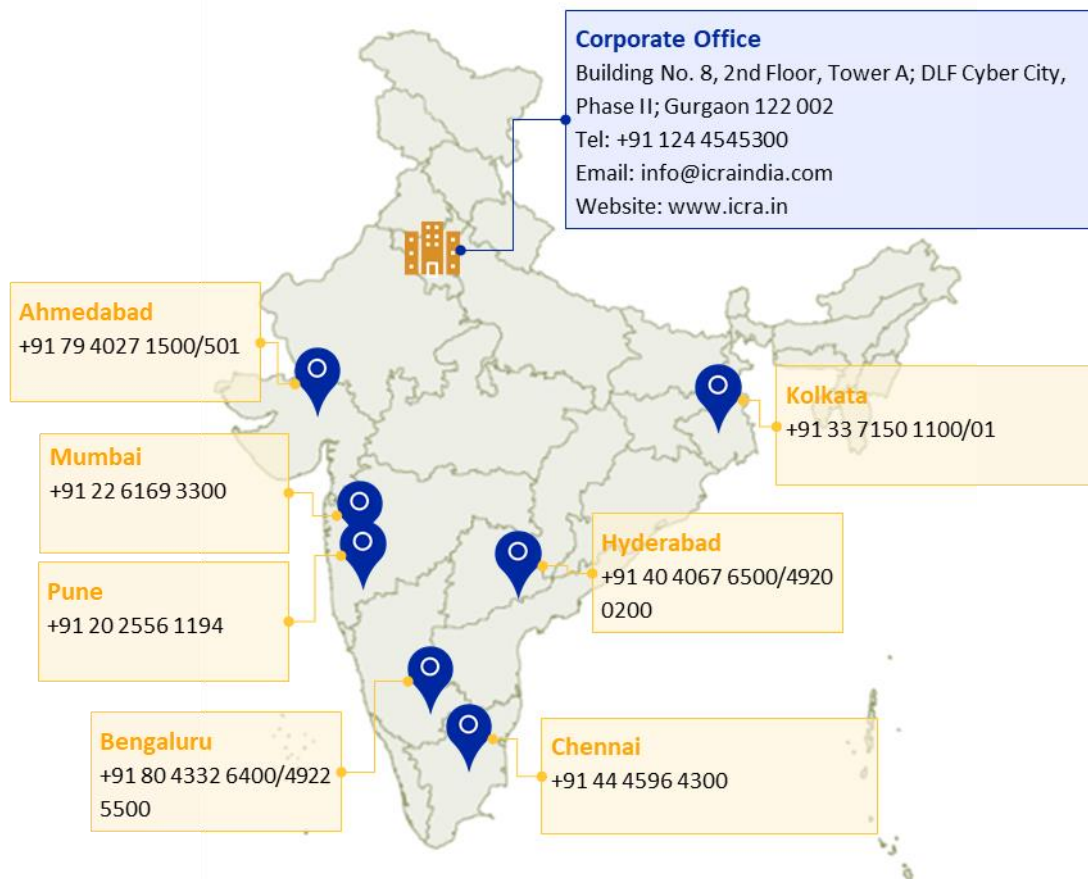 Corporate Office
Building No. 8, 2nd Floor, Tower A; DLF Cyber City,
Phase II; Gurgaon 122 002
Tel: +91 124 4545300
Email: info@icraindia.com
Website: www.icra.in
Ahmedabad
+91 79 4027 1500/501
Kolkata
+91 33 7150 1100/01
Mumbai
+91 22 6169 3300
Hyderabad
+91 40 4067 6500/4920
0200
Pune
+91 20 2556 1194
Bengaluru
+91 80 4332 6400/4922
5500
Chennai
+91 44 4596 4300